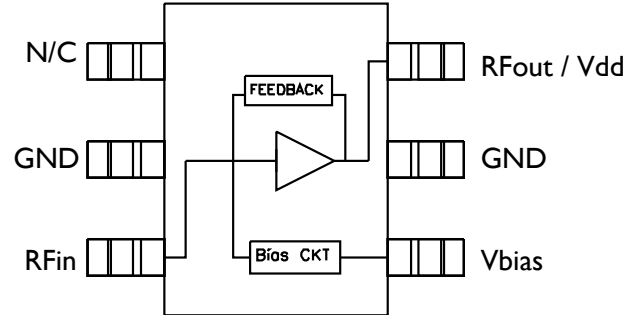 N/C
RFout / Vdd
FEEDBACK
GND
GND
RFin
Bias CKT
Vbias